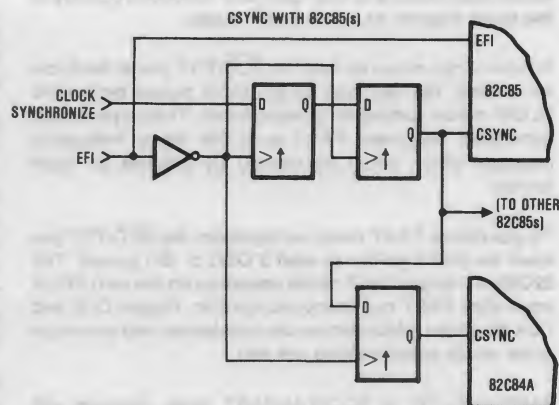 CSYNC WITH 82C85(s)
EFI
82C85
CSYNC
CLOCK
SYNCHRONIZE
D
Q
D
Q
EFI
(TO OTHER
82C85s)
D
Q
CSYNC
82C84A